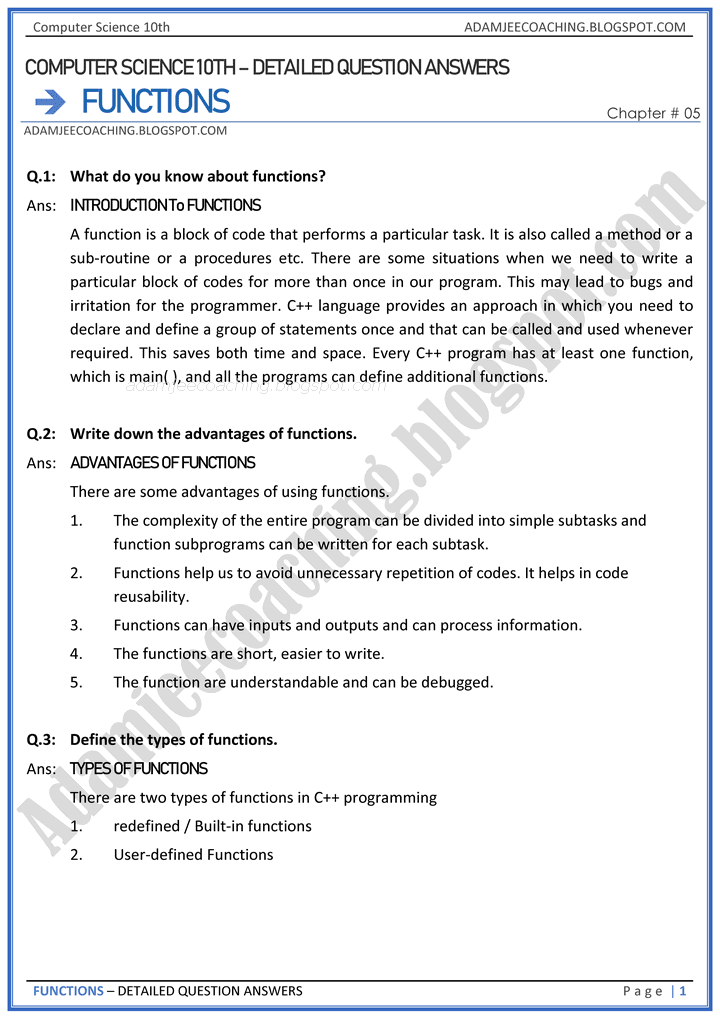 Computer Science 10th ADAMJEECOACHING.BLOGSPOT.COM
COMPUTER SCIENCE 10TH – DETAILED QUESTION ANSWERS
FUNCTIONS
Chapter # 05
ADAMJEECOACHING.BLOGSPOT.COM
Q.1: What do you know about functions?
Ans: INTRODUCTION To FUNCTIONS
A function is a block of code that performs a particular task. It is also called a method or a
sub-routine or a procedures etc. There are some situations when we need to write a
particular block of codes for more than once in our program. This may lead to bugs and
irritation for the programmer. C++ language provides an approach in which you need to
declare and define a group of statements once and that can be called and used whenever
required. This saves both time and space. Every C++ program has at least one function,
which is main( ), and all the programs can define additional functions.
adamjeecoaching.blogspot.com
Q.2: Write down the advantages of functions.
Ans: ADVANTAGES OF FUNCTIONS
There are some advantages of using functions.
1. The complexity of the entire program can be divided into simple subtasks and
function subprograms can be written for each subtask.
2. Functions help us to avoid unnecessary repetition of codes. It helps in code
reusability.
3. Functions can have inputs and outputs and can process information.
4. The functions are short, easier to write.
5. The function are understandable and can be debugged.
Q.3: Define the types of functions.
Ans: TYPES OF FUNCTIONS
There are two types of functions in C++ programming
1. redefined / Built-in functions
2. User-defined Functions
Adamjeecoaching.blogspot.com
FUNCTIONS – DETAILED QUESTION ANSWERS Page | 1